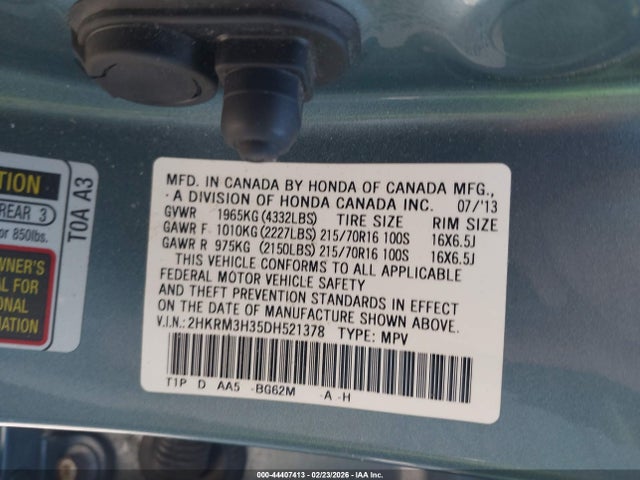 MFD. IN CANADA BY HONDA OF CANADA MFG.,
A DIVISION OF HONDA CANADA INC. 07/'13
GVWR 1965KG (4332LBS) TIRE SIZE RIM SIZE
GAWR F 1010KG (2227LBS) 215/70R16 100S 16X6.5J
GAWR R 975KG (2150LBS) 215/70R16 100S 16X6.5J
THIS VEHICLE CONFORMS TO ALL APPLICABLE
FEDERAL MOTOR VEHICLE SAFETY
AND THEFT PREVENTION STANDARDS IN EFFECT
ON THE DATE OF MANUFACTURE SHOWN ABOVE.
V.I.N.: 2HKRM3H35DH521378 TYPE: MPV
T1P D AA5 -BG62M -A -H
REAR 3
or 850lbs.
T0A A3
000-44407413 - 02/23/2026 - IAA Inc.